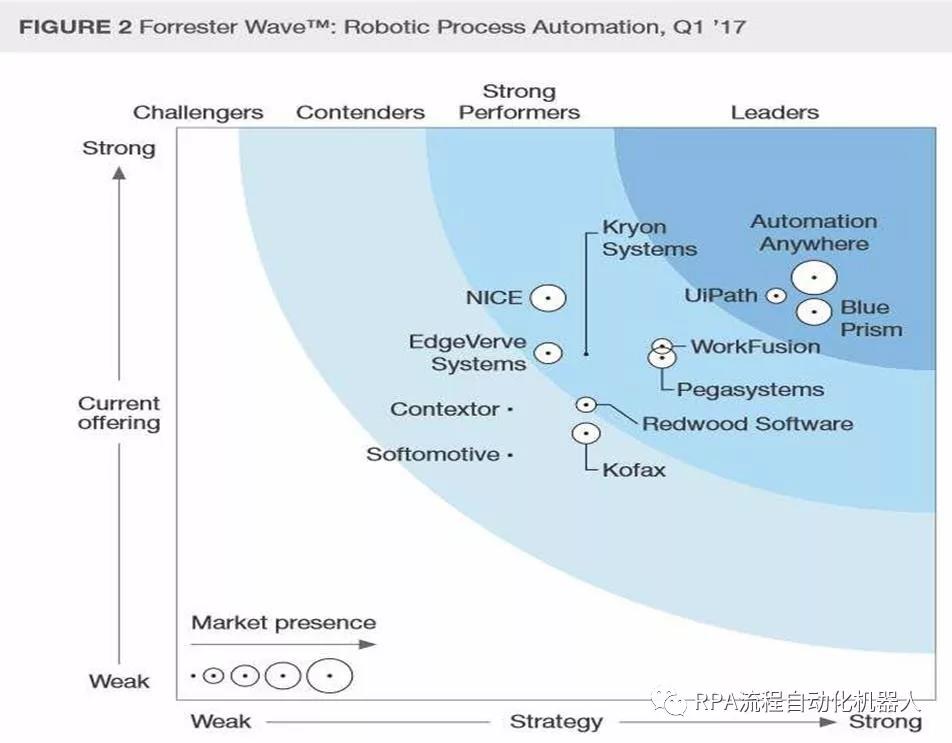 FIGURE 2 Forrester Wave™: Robotic Process Automation, Q1 ’17
Challengers
Contenders
Strong
Performers
Leaders
Strong
Current
offering
Weak
Automation
Anywhere
Kryon
Systems
NICE
UiPath
Blue
Prism
EdgeVerve
Systems
WorkFusion
Pegasystems
Contextor
Redwood Software
Softomotive
Kofax
Market presence
Weak
Strategy
Strong
RPA流程自动化机器人